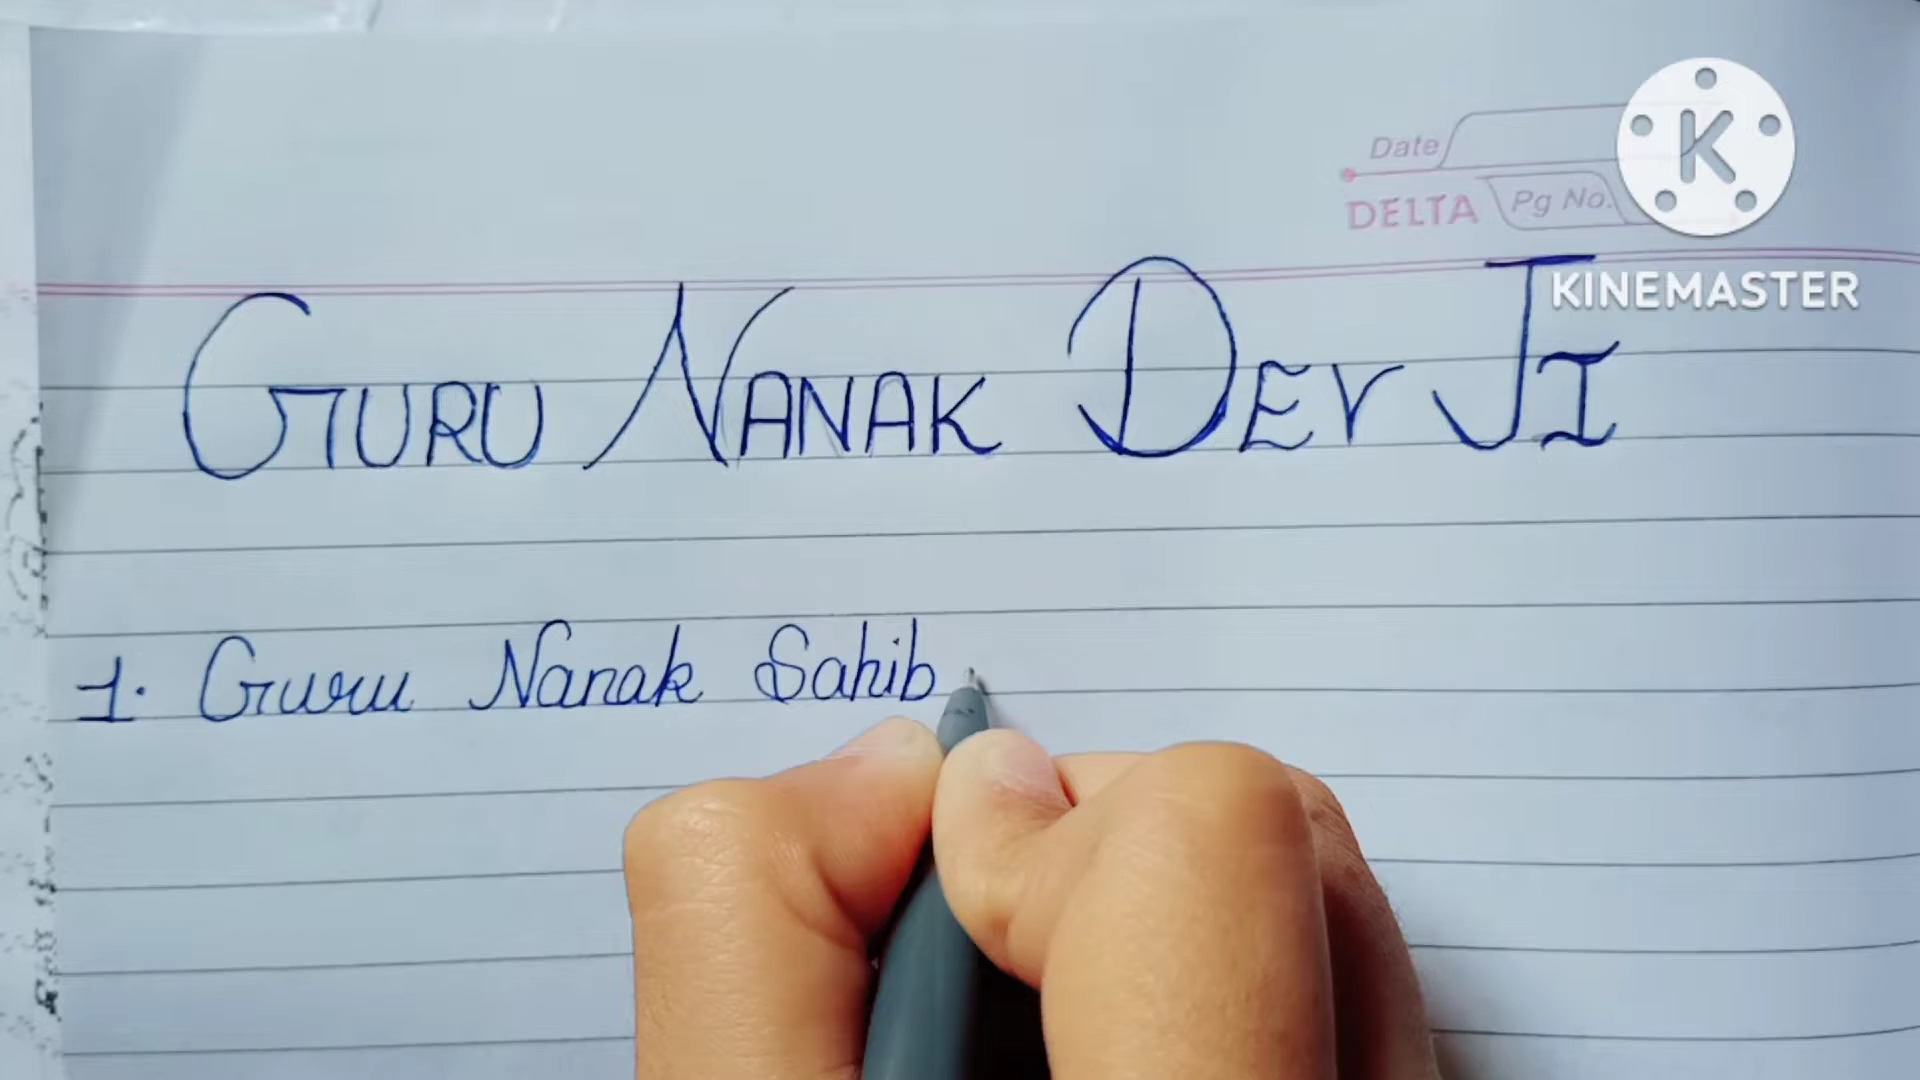 Date
DELTA Pg No.
KINEMASTER
GURU NANAK DEV JI
1. Guru Nanak Sahib